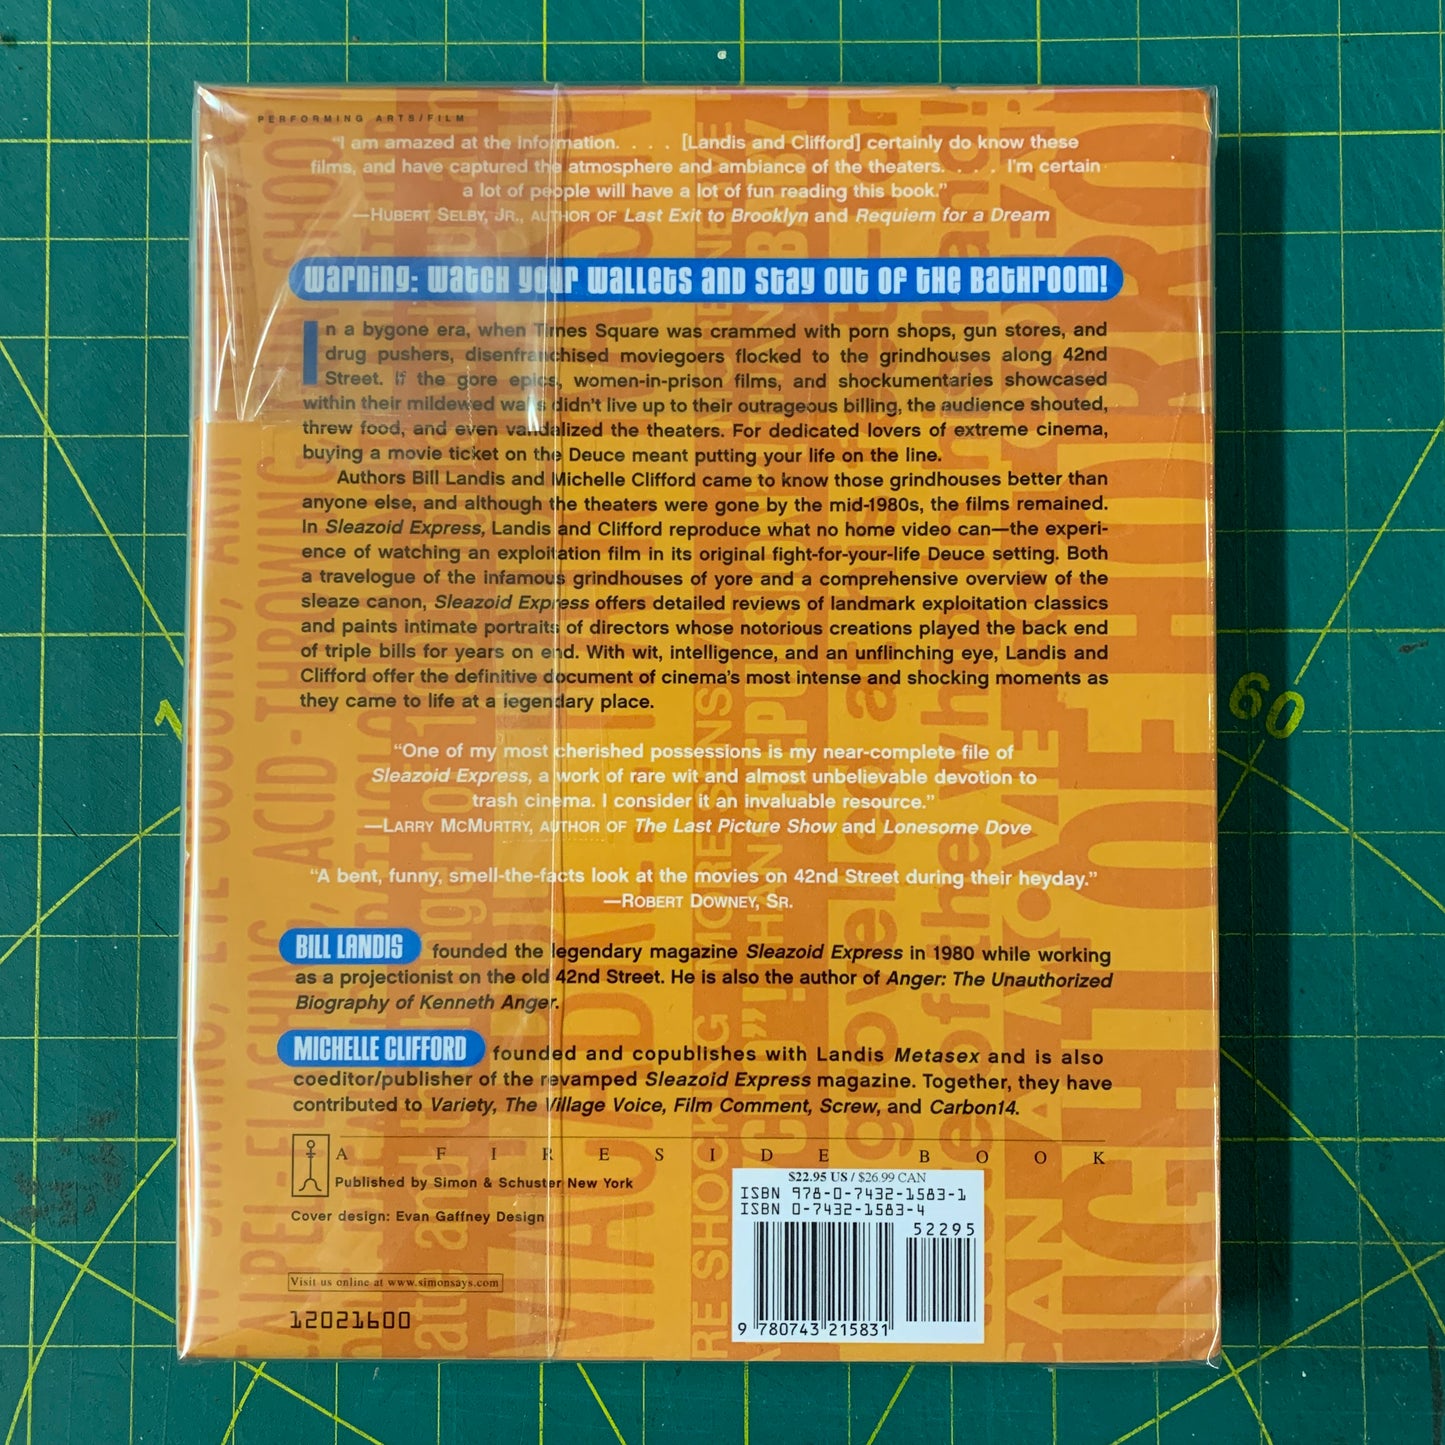 PERFORMING ARTS/FILM
"I am amazed at the information. . . . [Landis and Clifford] certainly do know these
films, and have captured the atmosphere and ambiance of the theaters. . . . I'm certain
a lot of people will have a lot of fun reading this book."
—HUBERT SELBY, JR., AUTHOR OF Last Exit to Brooklyn and Requiem for a Dream
Warning: Watch your wallets and stay out of the Bathroom!
In a bygone era, when Times Square was crammed with porn shops, gun stores, and
drug pushers, disenfranchised moviegoers flocked to the grindhouses along 42nd
Street. If the gore epics, women-in-prison films, and shockumentaries showcased
within their mildewed walls didn't live up to their outrageous billing, the audience shouted,
threw food, and even vandalized the theaters. For dedicated lovers of extreme cinema,
buying a movie ticket on the Deuce meant putting your life on the line.
Authors Bill Landis and Michelle Clifford came to know those grindhouses better than
anyone else, and although the theaters were gone by the mid-1980s, the films remained.
In Sleazoid Express, Landis and Clifford reproduce what no home video can—the experi-
ence of watching an exploitation film in its original fight-for-your-life Deuce setting. Both
a travelogue of the infamous grindhouses of yore and a comprehensive overview of the
sleaze canon, Sleazoid Express offers detailed reviews of landmark exploitation classics
and paints intimate portraits of directors whose notorious creations played the back end
of triple bills for years on end. With wit, intelligence, and an unflinching eye, Landis and
Clifford offer the definitive document of cinema's most intense and shocking moments as
they came to life at a legendary place.
"One of my most cherished possessions is my near-complete file of
Sleazoid Express, a work of rare wit and almost unbelievable devotion to
trash cinema. I consider it an invaluable resource."
—LARRY MCMURTRY, AUTHOR OF The Last Picture Show and Lonesome Dove
"A bent, funny, smell-the-facts look at the movies on 42nd Street during their heyday."
—ROBERT DOWNEY, SR.
BILL LANDIS founded the legendary magazine Sleazoid Express in 1980 while working
as a projectionist on the old 42nd Street. He is also the author of Anger: The Unauthorized
Biography of Kenneth Anger.
MICHELLE CLIFFORD founded and copublishes with Landis Metasex and is also
coeditor/publisher of the revamped Sleazoid Express magazine. Together, they have
contributed to Variety, The Village Voice, Film Comment, Screw, and Carbon14.
A FIRESIDE BOOK
Published by Simon & Schuster New York
Cover design: Evan Gaffney Design
Visit us online at www.simonsays.com
12021600
$22.95 US / $26.99 CAN
ISBN 978-0-7432-1583-1
ISBN 0-7432-1583-4
52295
9 780743 215831
60